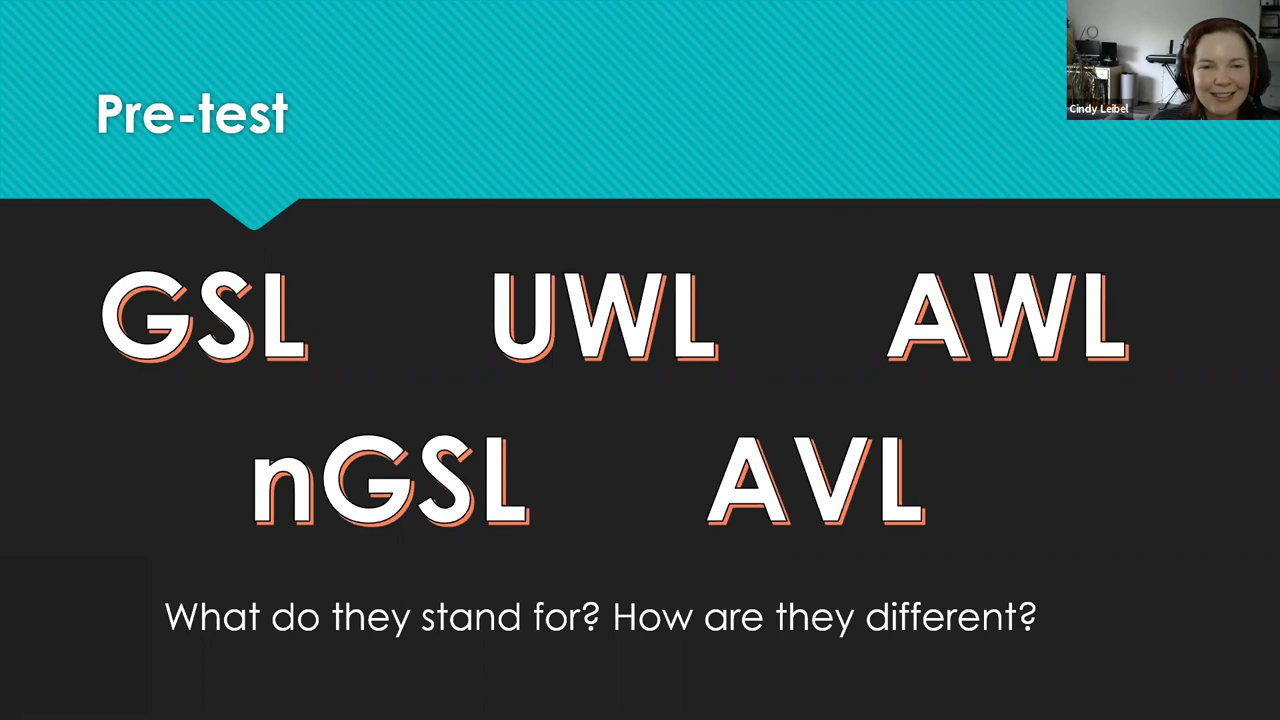 Pre-test
Cindy Leibel
GSL UWL AWL
nGSL AVL
What do they stand for? How are they different?